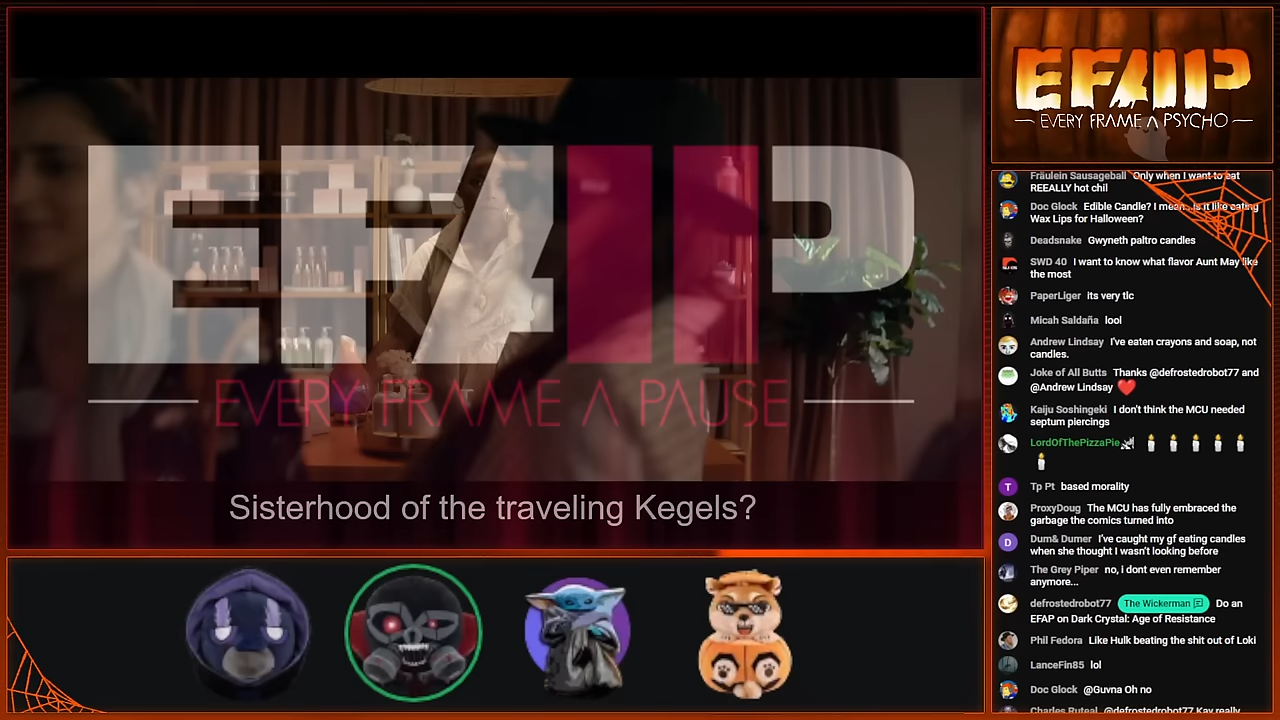 EFAP
EVERY FRAME A PAUSE
Sisterhood of the traveling Kegels?
EFAP
EVERY FRAME A PSYCHO
Fräulein Sausageball Only when I want to eat
REEALLY hot chil
Doc Glock Edible Candle? I mean...is it like eating
Wax Lips for Halloween?
Deadsnake Gwyneth paltro candles
SWD 40 I want to know what flavor Aunt May like
the most
PaperLiger its very tlc
Micah Saldaña lool
Andrew Lindsay I've eaten crayons and soap, not
candles.
Joke of All Butts Thanks @defrostedrobot77 and
@Andrew Lindsay
Kaiju Soshingeki I don't think the MCU needed
septum piercings
LordOfThePizzaPie
Tp Pt based morality
ProxyDoug The MCU has fully embraced the
garbage the comics turned into
Dum& Dumer I've caught my gf eating candles
when she thought I wasn't looking before
The Grey Piper no, i dont even remember
anymore...
defrostedrobot77 The Wickerman Do an
EFAP on Dark Crystal: Age of Resistance
Phil Fedora Like Hulk beating the shit out of Loki
LanceFin85 lol
Doc Glock @Guvna Oh no
Charles Ruteal @defrostedrobot77 Kay really